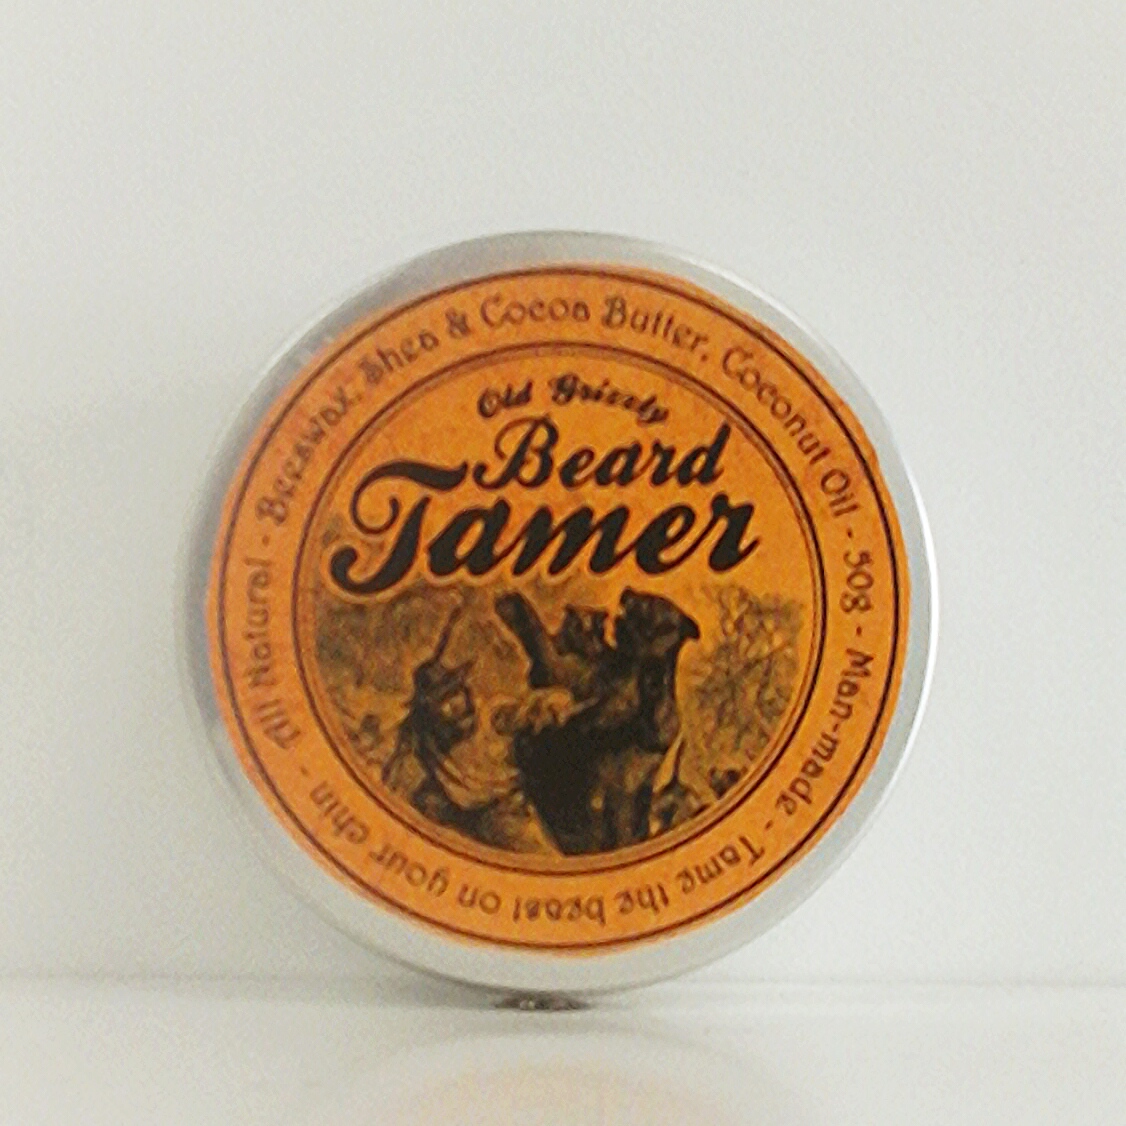 Old Grizzly
Beard
Tamer
All Natural - Beeswax, Shea & Cocoa Butter, Coconut Oil - 50g - Man-made - Tame the beast on your chin -